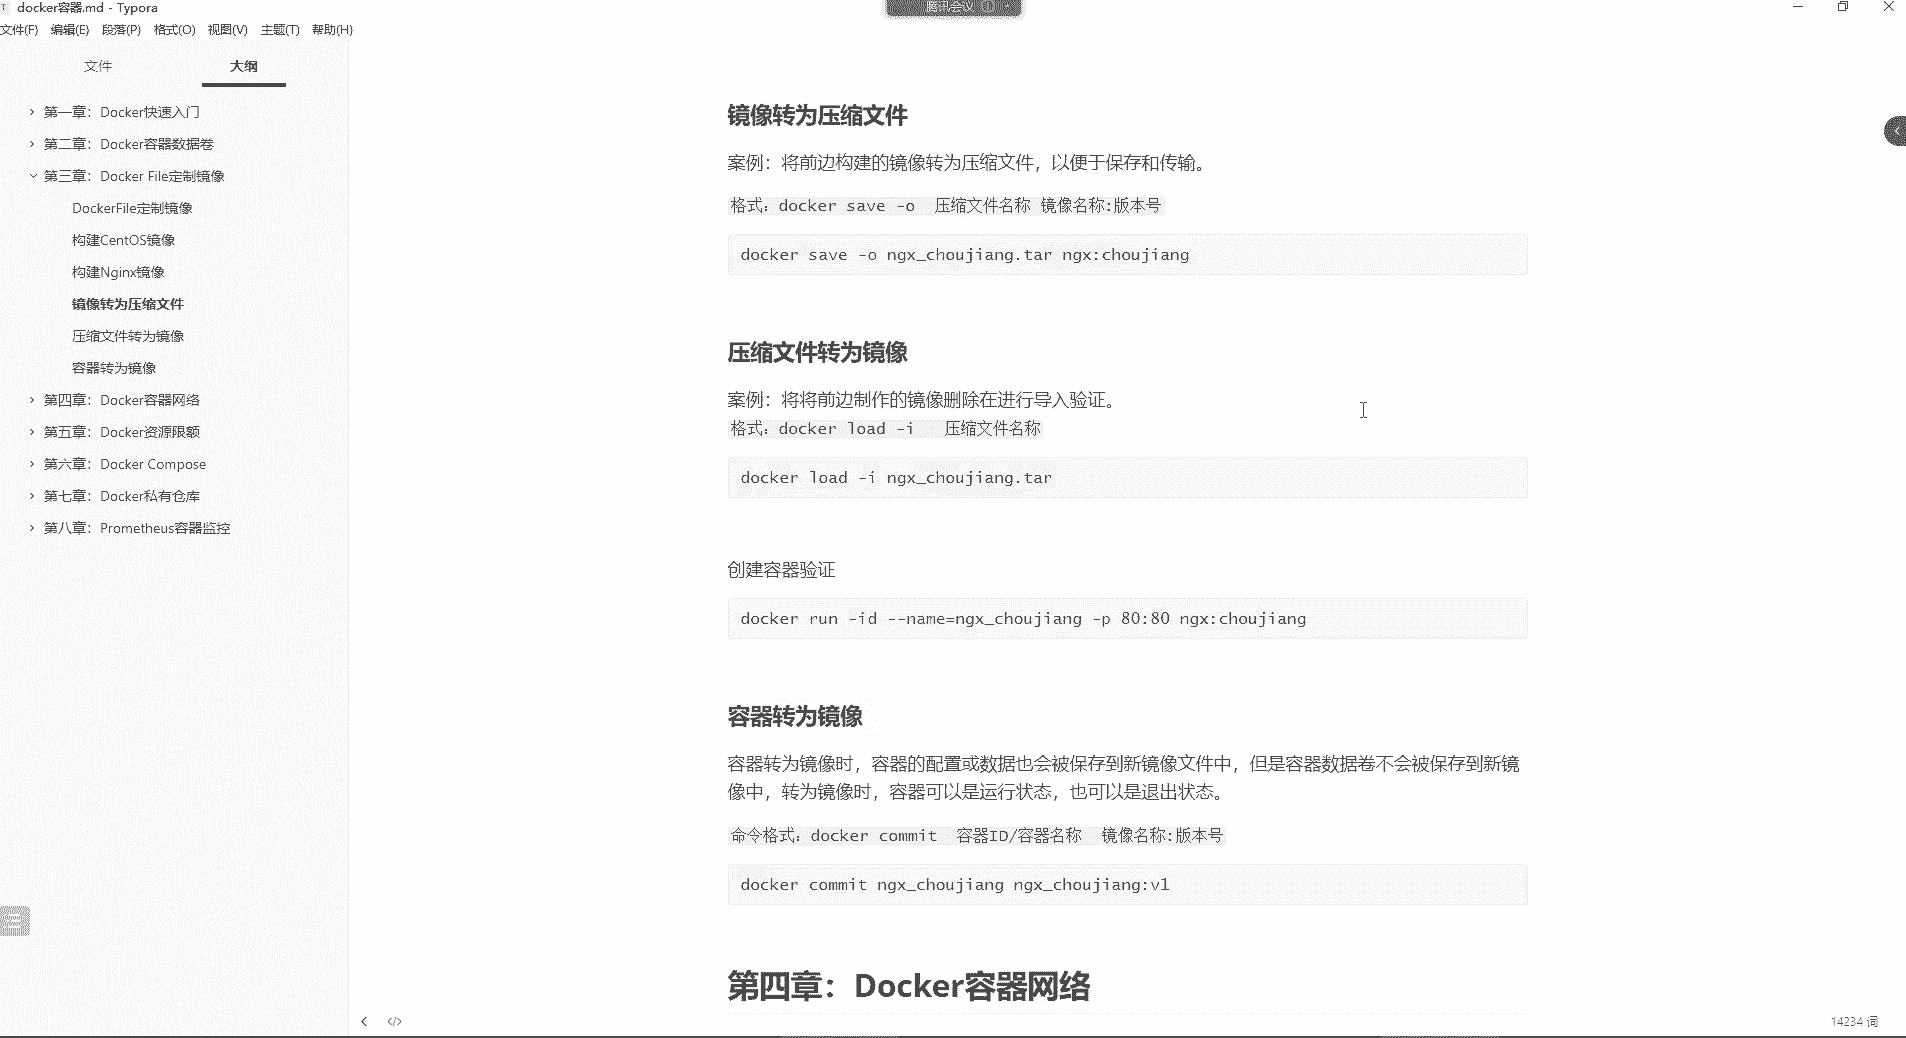 docker容器.md - Typora
腾讯会议
文件(F) 编辑(E) 段落(P) 格式(O) 视图(V) 主题(T) 帮助(H)
文件 大纲
第一章：Docker快速入门
第二章：Docker容器数据卷
第三章：Docker File定制镜像
DockerFile定制镜像
构建CentOS镜像
构建Nginx镜像
镜像转为压缩文件
压缩文件转为镜像
容器转为镜像
第四章：Docker容器网络
第五章：Docker资源限额
第六章：Docker Compose
第七章：Docker私有仓库
第八章：Prometheus容器监控
镜像转为压缩文件
案例：将前边构建的镜像转为压缩文件，以便于保存和传输。
格式：docker save -o 压缩文件名称 镜像名称:版本号
docker save -o ngx_choujiang.tar ngx:choujiang
压缩文件转为镜像
案例：将将前边制作的镜像删除在进行导入验证。
格式：docker load -i 压缩文件名称
docker load -i ngx_choujiang.tar
创建容器验证
docker run -id --name=ngx_choujiang -p 80:80 ngx:choujiang
容器转为镜像
容器转为镜像时，容器的配置或数据也会被保存到新镜像文件中，但是容器数据卷不会被保存到新镜
像中，转为镜像时，容器可以是运行状态，也可以是退出状态。
命令格式：docker commit 容器ID/容器名称 镜像名称:版本号
docker commit ngx_choujiang ngx_choujiang:v1
第四章：Docker容器网络
14234 词